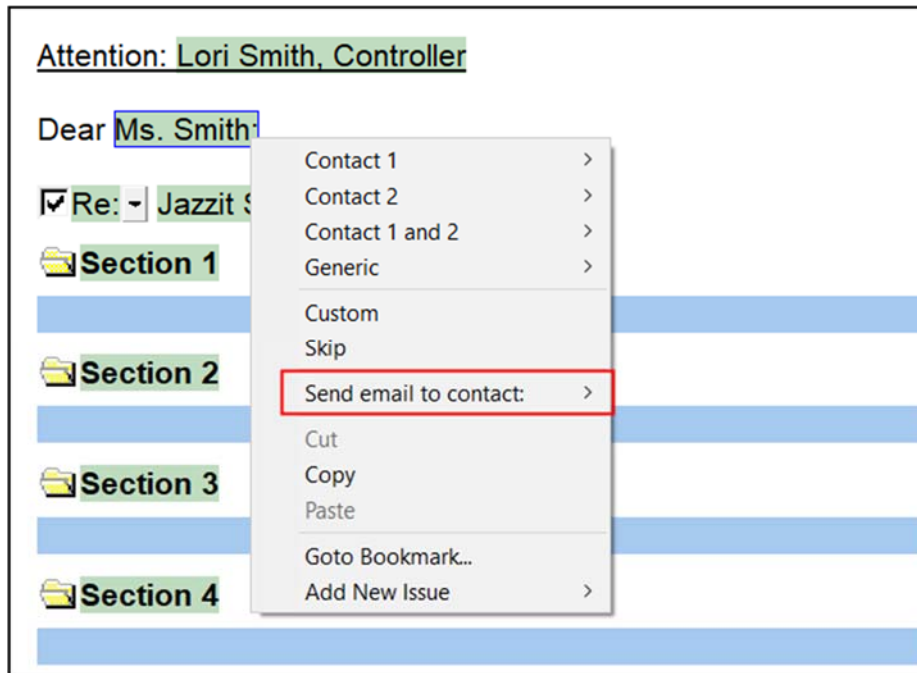 Attention: Lori Smith, Controller
Dear Ms. Smith:
Re: Jazzit
Section 1
Section 2
Section 3
Section 4
Contact 1
Contact 2
Contact 1 and 2
Generic
Custom
Skip
Send email to contact:
Cut
Copy
Paste
Goto Bookmark...
Add New Issue